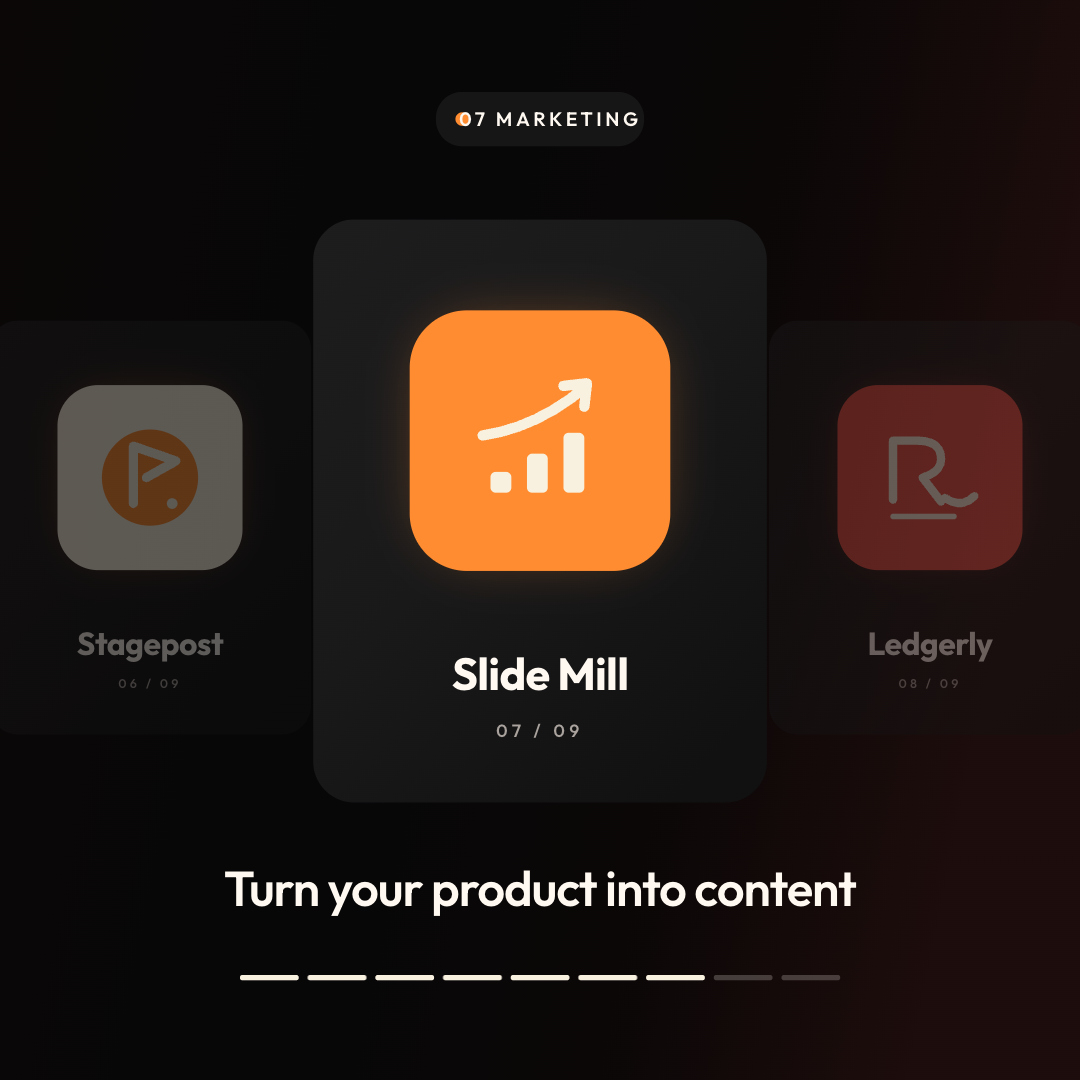 07 MARKETING
Stagepost
06 / 09
Slide Mill
07 / 09
Ledgerly
08 / 09
Turn your product into content